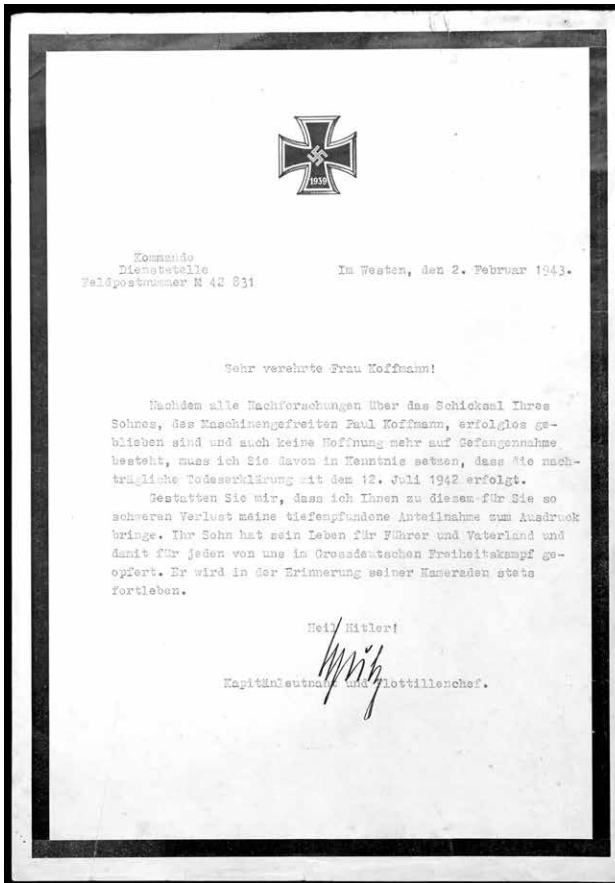 1939
Kommando
Dienststelle
Feldpostnummer M 42 831
Im Westen, den 2. Februar 1943.
Sehr verehrte Frau Koffmann!
Nachdem alle Nachforschungen über das Schicksal Ihres
Sohnes, des Maschinengefreiten Paul Koffmann, erfolglos ge-
blieben sind und auch keine Hoffnung mehr auf Gefangennahme
besteht, muss ich Sie davon in Kenntnis setzen, dass die nach-
trägliche Todeserklärung mit dem 12. Juli 1942 erfolgt.
Gestatten Sie mir, dass ich Ihnen zu diesem für Sie so
schweren Verlust meine tiefempfundene Anteilnahme zum Ausdruck
bringe. Ihr Sohn hat sein Leben für Führer und Vaterland und
damit für jeden von uns im Grossdeutschen Freiheitskampf ge-
opfert. Er wird in der Erinnerung seiner Kameraden stets
fortleben.
Heil Hitler!
Kapitänleutnant und Flottillenchef.